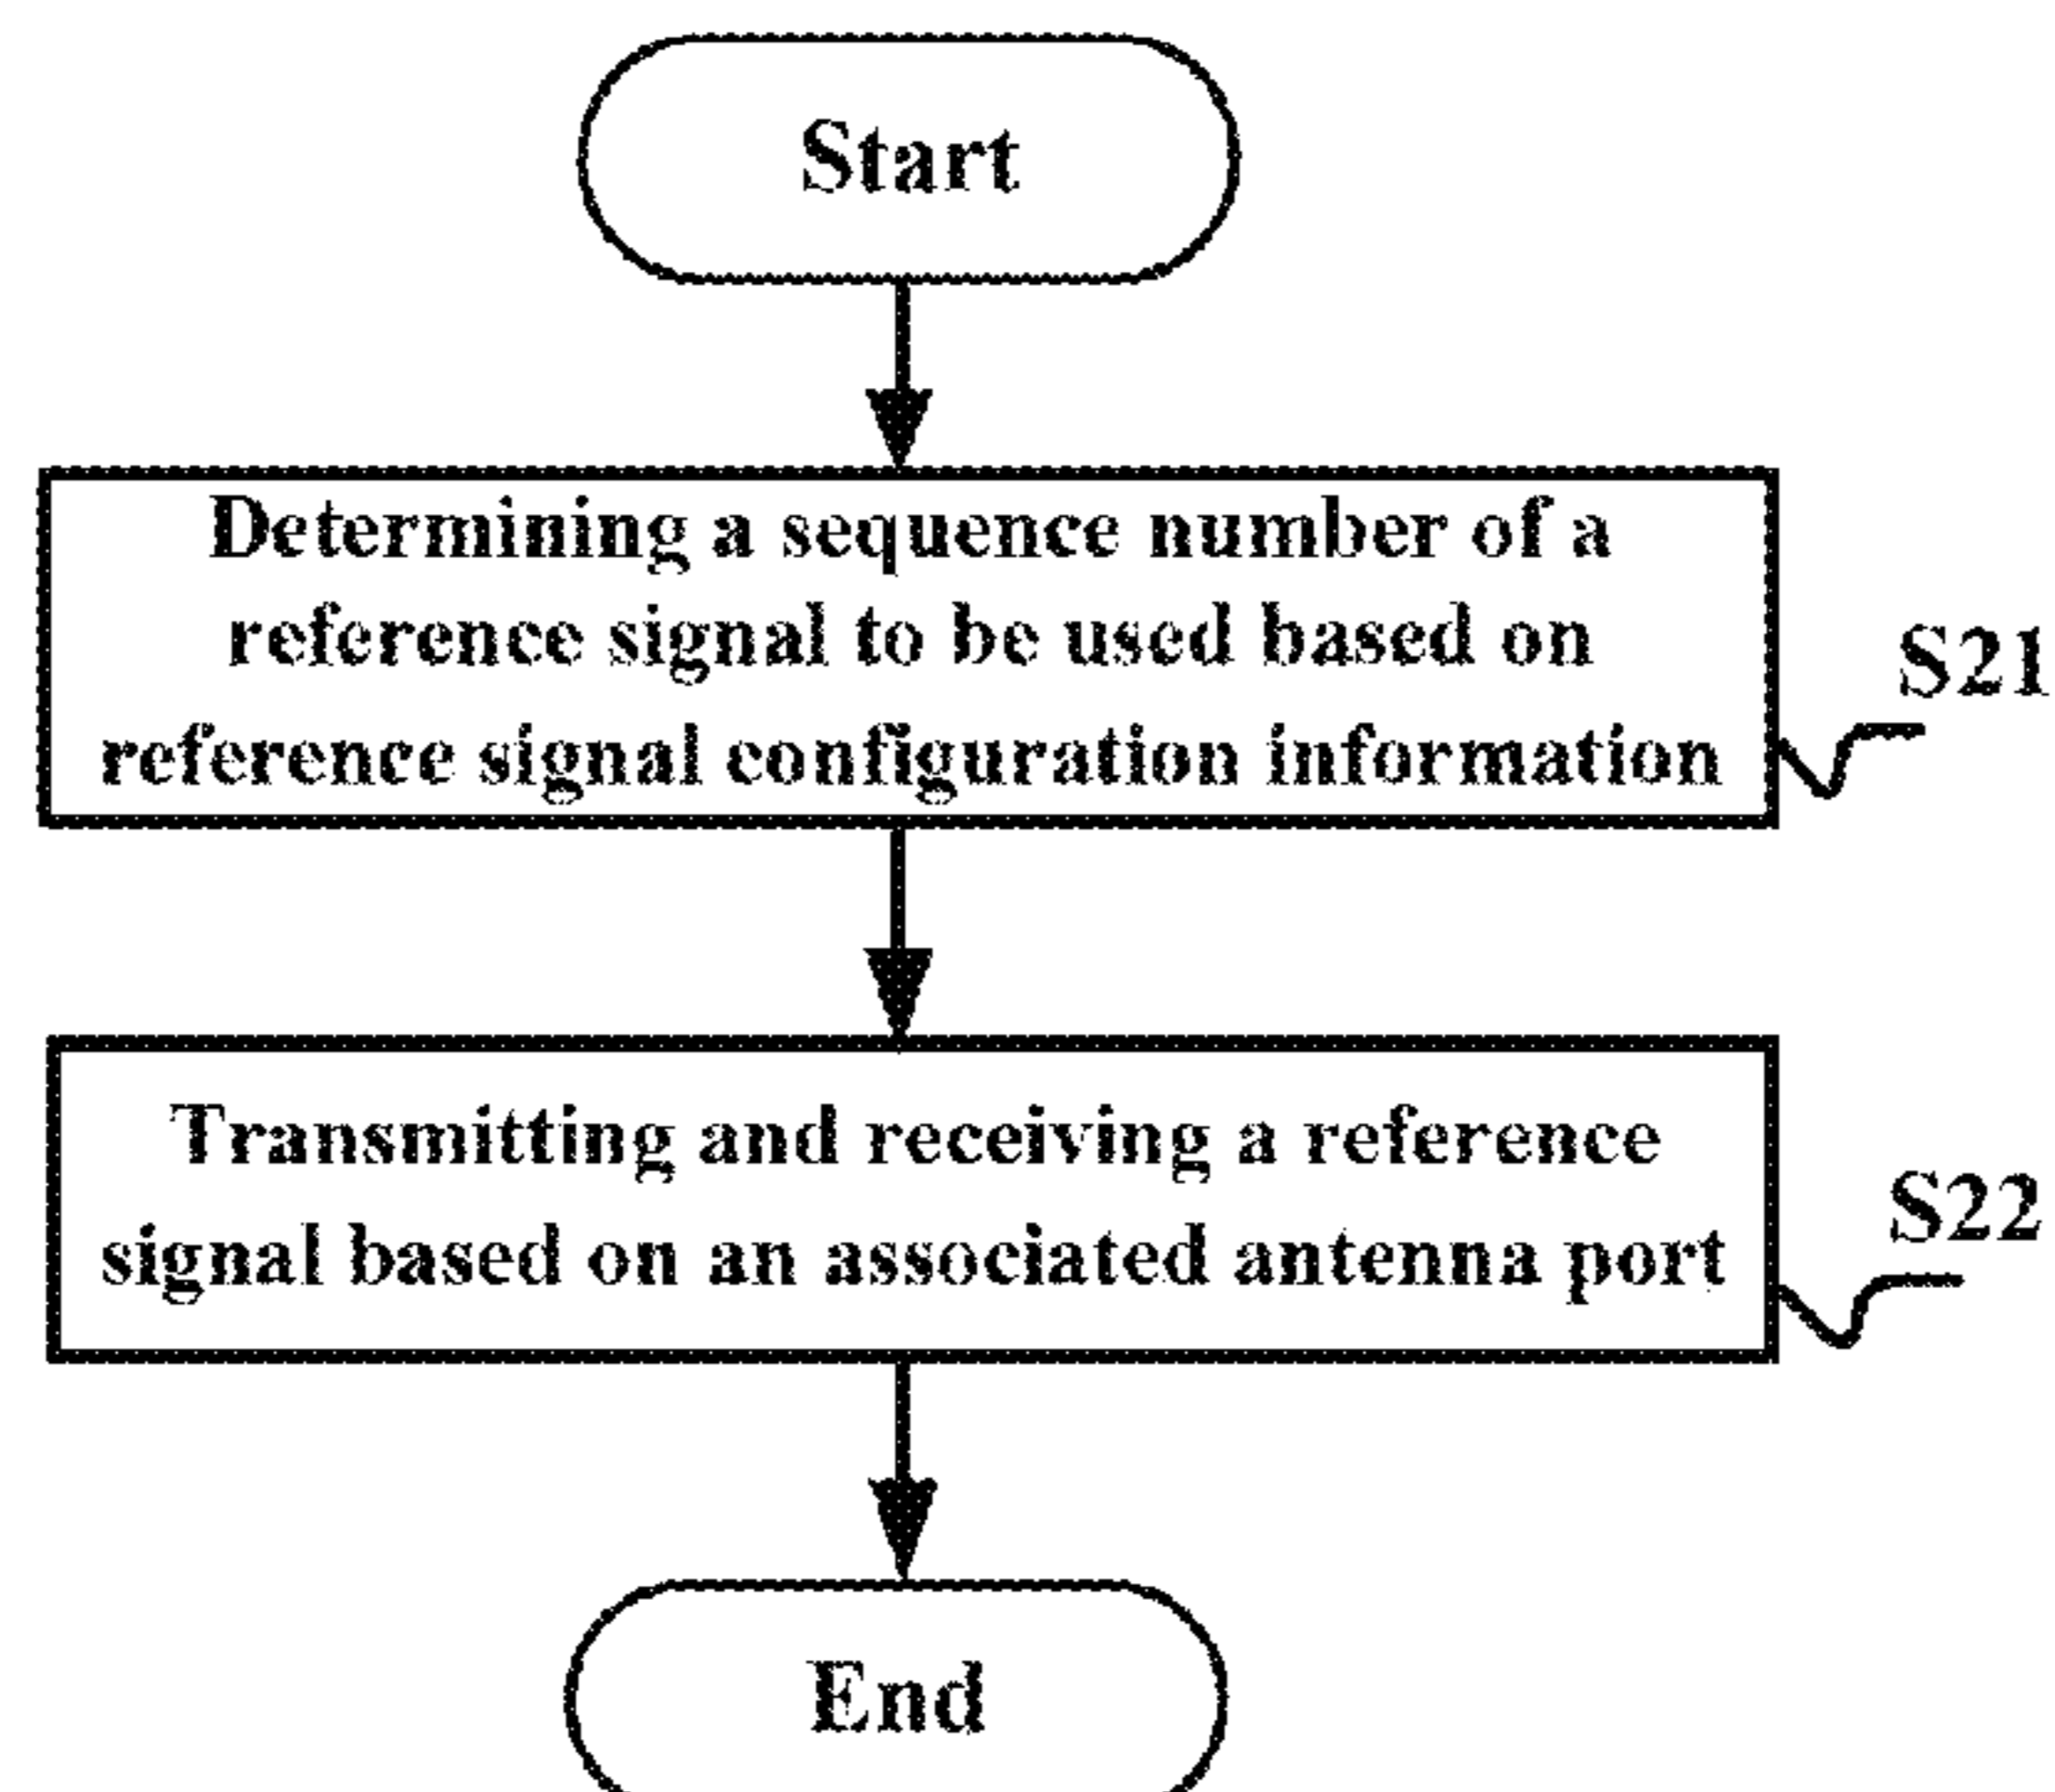 Start
Determining a sequence number of a
reference signal to be used based on
reference signal configuration information
S21
Transmitting and receiving a reference
signal based on an associated antenna port
S22
End